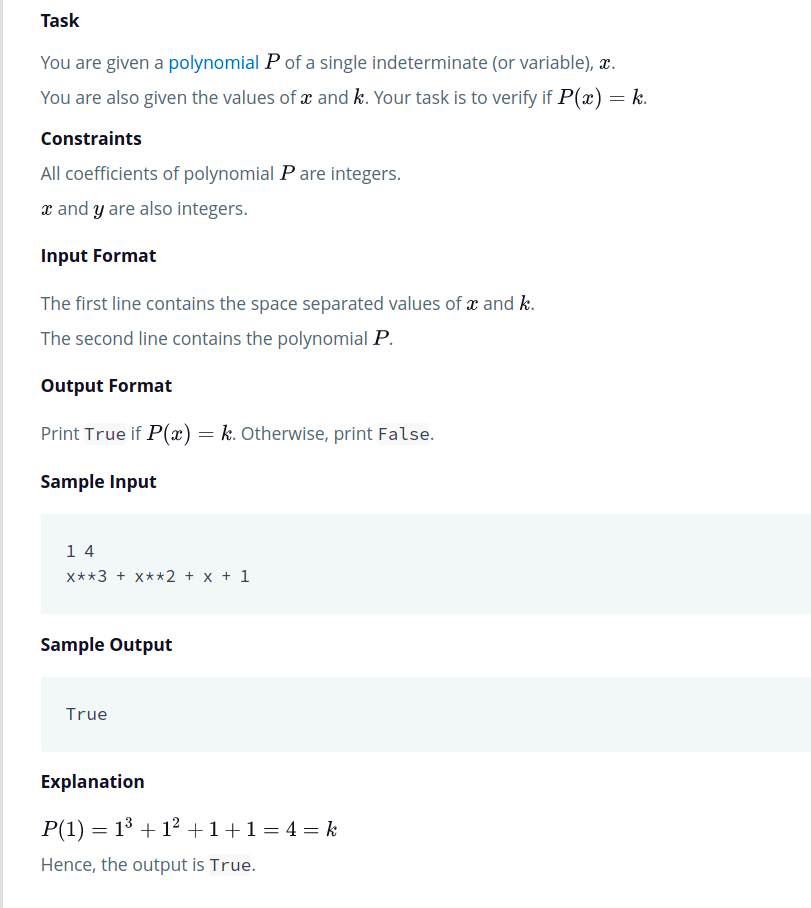 Task
You are given a polynomial P of a single indeterminate (or variable), x.
You are also given the values of x and k. Your task is to verify if P(x) = k.
Constraints
All coefficients of polynomial P are integers.
x and y are also integers.
Input Format
The first line contains the space separated values of x and k.
The second line contains the polynomial P.
Output Format
Print True if P(x) = k. Otherwise, print False.
Sample Input
1 4
x**3 + x**2 + x + 1
Sample Output
True
Explanation
P(1) = 1³ + 1² + 1 + 1 = 4 = k
Hence, the output is True.